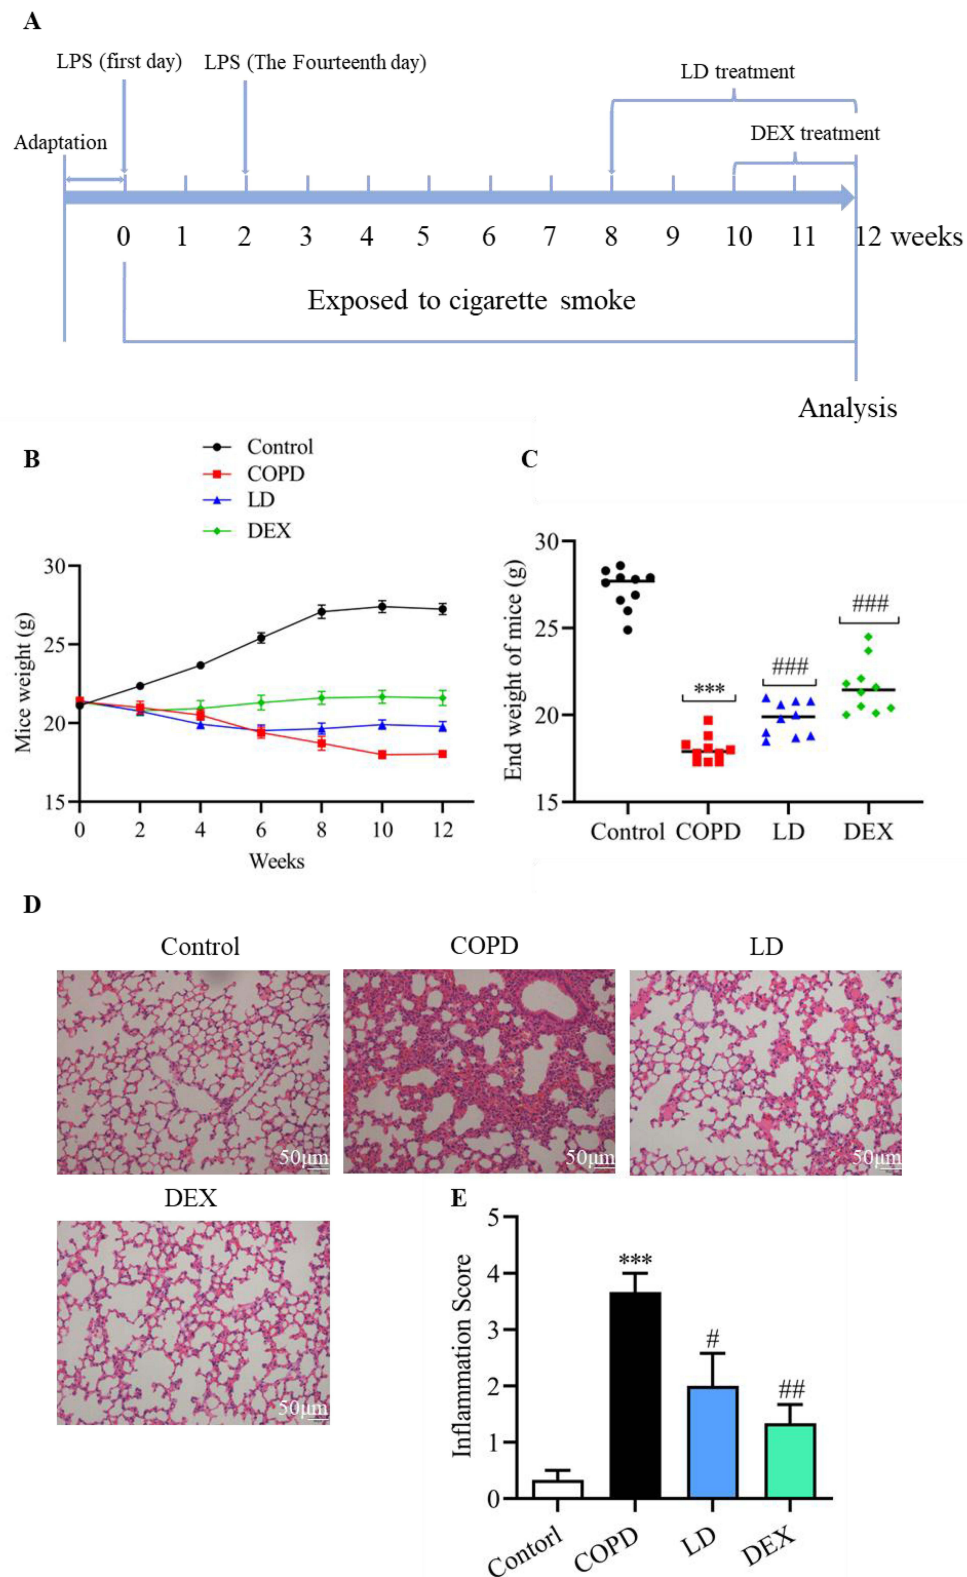 A
LPS (first day)
LPS (The Fourteenth day)
LD treatment
DEX treatment
Adaptation
0 1 2 3 4 5 6 7 8 9 10 11 12 weeks
Exposed to cigarette smoke
Analysis
B
Control
COPD
LD
DEX
Mice weight (g)
30
25
20
15
0 2 4 6 8 10 12
Weeks
C
End weight of mice (g)
30
25
20
15
***
###
###
Control COPD LD DEX
D
Control
COPD
LD
50μm
50μm
50μm
DEX
50μm
E
Inflammation Score
5
4
3
2
1
0
***
#
##
Contorl COPD LD DEX